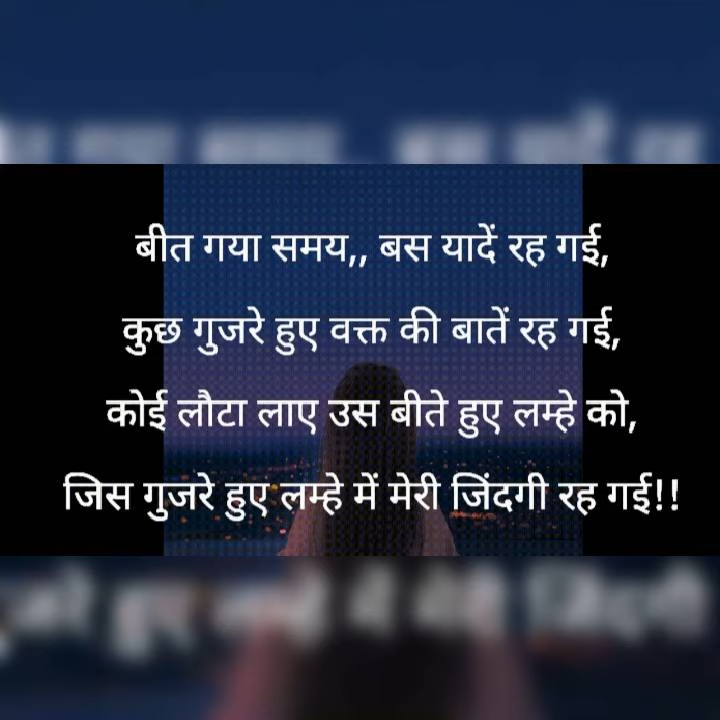 बीत गया समय,, बस यादें रह गई,
कुछ गुजरे हुए वक्त की बातें रह गई,
कोई लौटा लाए उस बीते हुए लम्हे को,
जिस गुजरे हुए लम्हे में मेरी जिंदगी रह गई!!